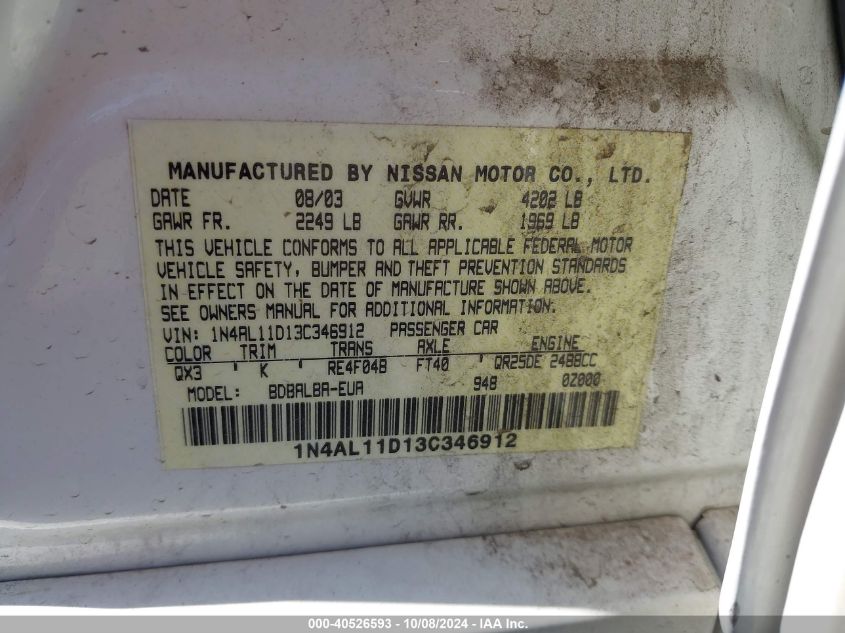 MANUFACTURED BY NISSAN MOTOR CO., LTD.
DATE 08/03 GVWR 4202 LB
GAWR FR. 2249 LB GAWR RR. 1969 LB
THIS VEHICLE CONFORMS TO ALL APPLICABLE FEDERAL MOTOR
VEHICLE SAFETY, BUMPER AND THEFT PREVENTION STANDARDS
IN EFFECT ON THE DATE OF MANUFACTURE SHOWN ABOVE.
SEE OWNERS MANUAL FOR ADDITIONAL INFORMATION.
VIN: 1N4AL11D13C346912 PASSENGER CAR
COLOR TRIM TRANS AXLE ENGINE
QX3 ' K RE4F04B FT40 ' QR25DE 2488CC
MODEL: BDBALBA-EUA 948 0Z000
1N4AL11D13C346912
000-40526593 - 10/08/2024 - IAA Inc.